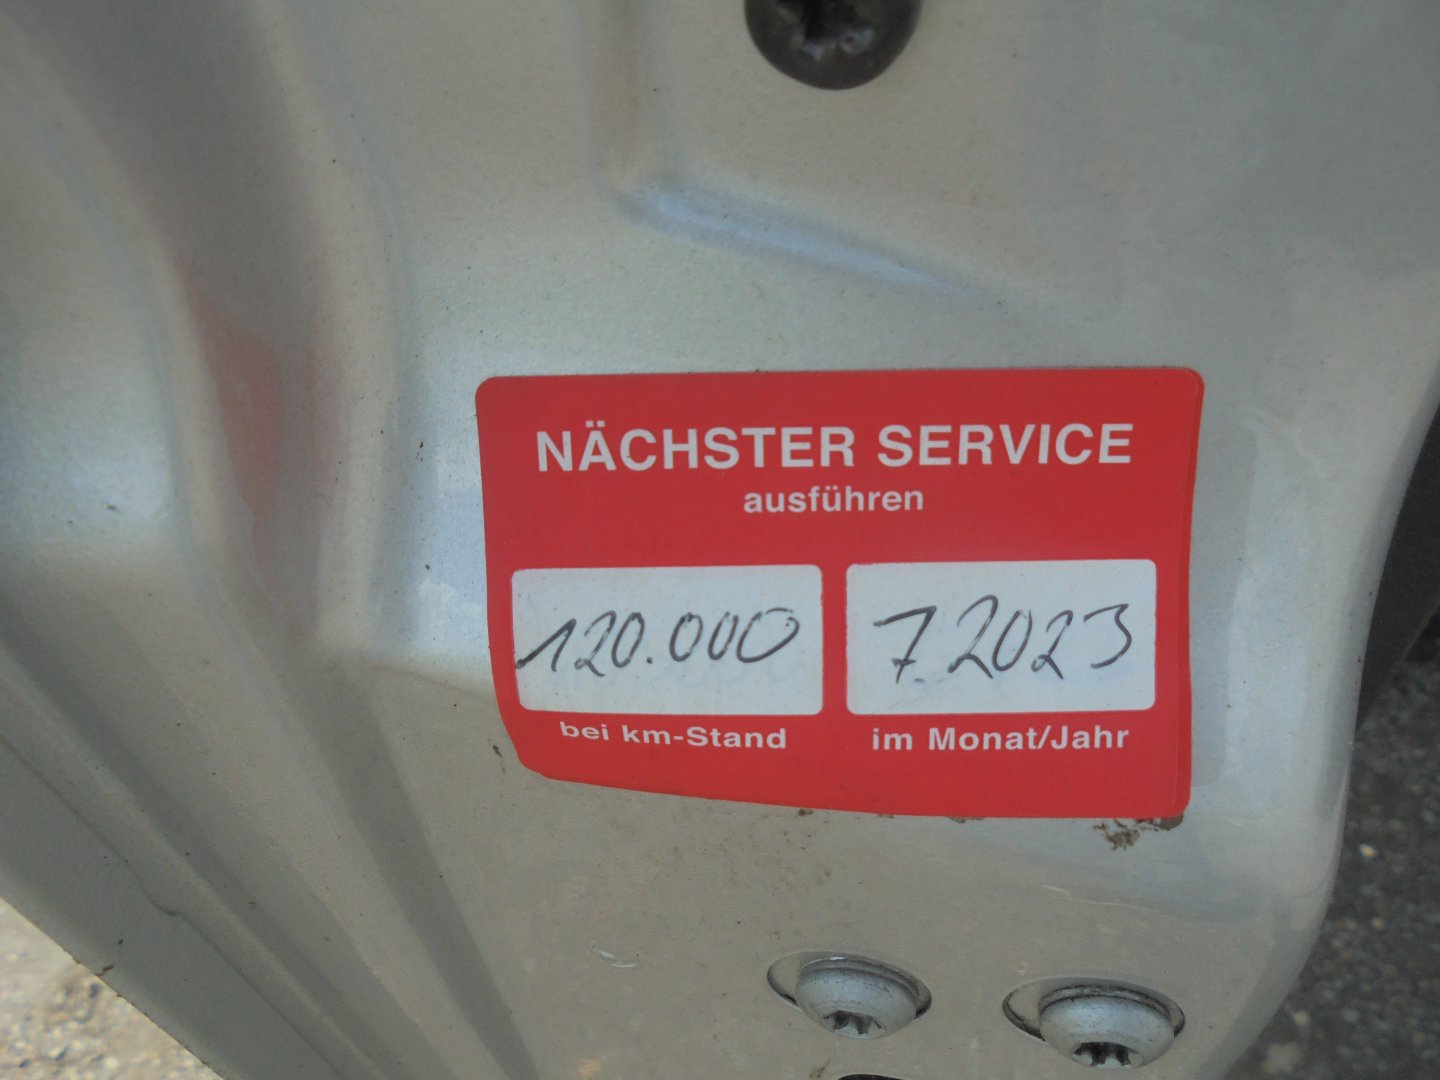 NÄCHSTER SERVICE
ausführen
120.000 7.2023
bei km-Stand im Monat/Jahr